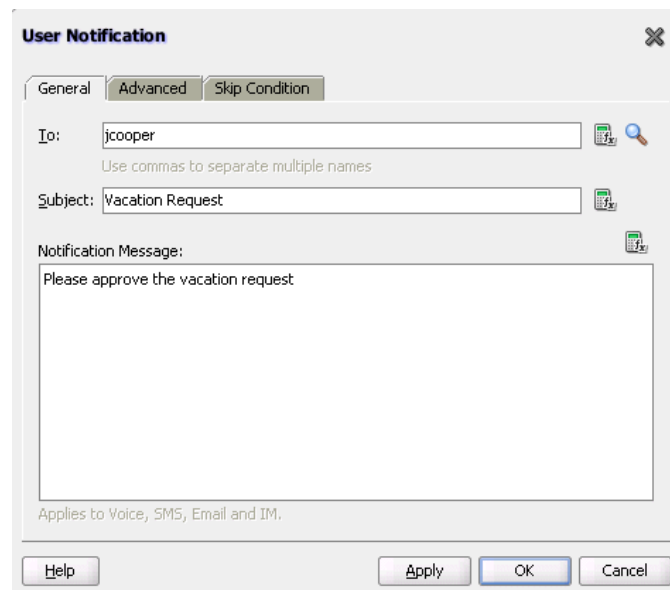 User Notification
General Advanced Skip Condition
To: jcooper
Use commas to separate multiple names
Subject: Vacation Request
Notification Message:
Please approve the vacation request
Applies to Voice, SMS, Email and IM.
Help Apply OK Cancel